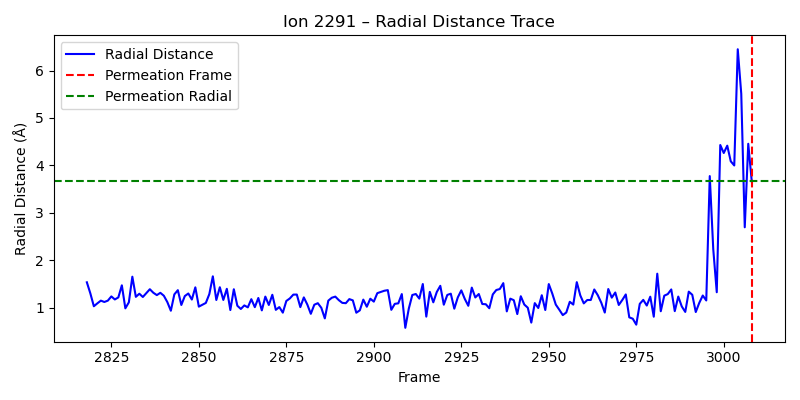 Ion 2291 – Radial Distance Trace
Radial Distance
Permeation Frame
Permeation Radial
Radial Distance (Å)
6
5
4
3
2
1
2825 2850 2875 2900 2925 2950 2975 3000
Frame